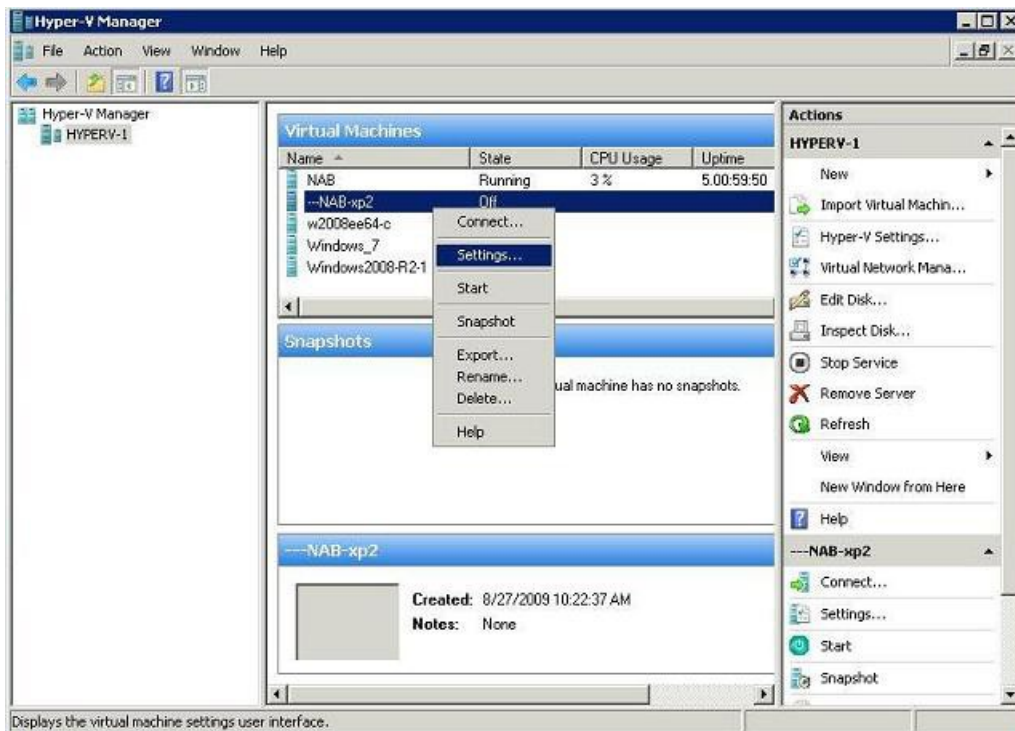 Hyper-V Manager
File Action View Window Help
Hyper-V Manager
HYPERV-1
Virtual Machines
Name State CPU Usage Uptime
NAB Running 3 % 5.00:59:50
---NAB-xp2 Off
w2008ee64-c
Windows_7
Windows2008-R2-1
Connect...
Settings...
Start
Snapshot
Export...
Rename...
Delete...
Help
Snapshots
ual machine has no snapshots.
---NAB-xp2
Created: 8/27/2009 10:22:37 AM
Notes: None
Actions
HYPERV-1
New
Import Virtual Machin...
Hyper-V Settings...
Virtual Network Mana...
Edit Disk...
Inspect Disk...
Stop Service
Remove Server
Refresh
View
New Window from Here
Help
---NAB-xp2
Connect...
Settings...
Start
Snapshot
Displays the virtual machine settings user interface.